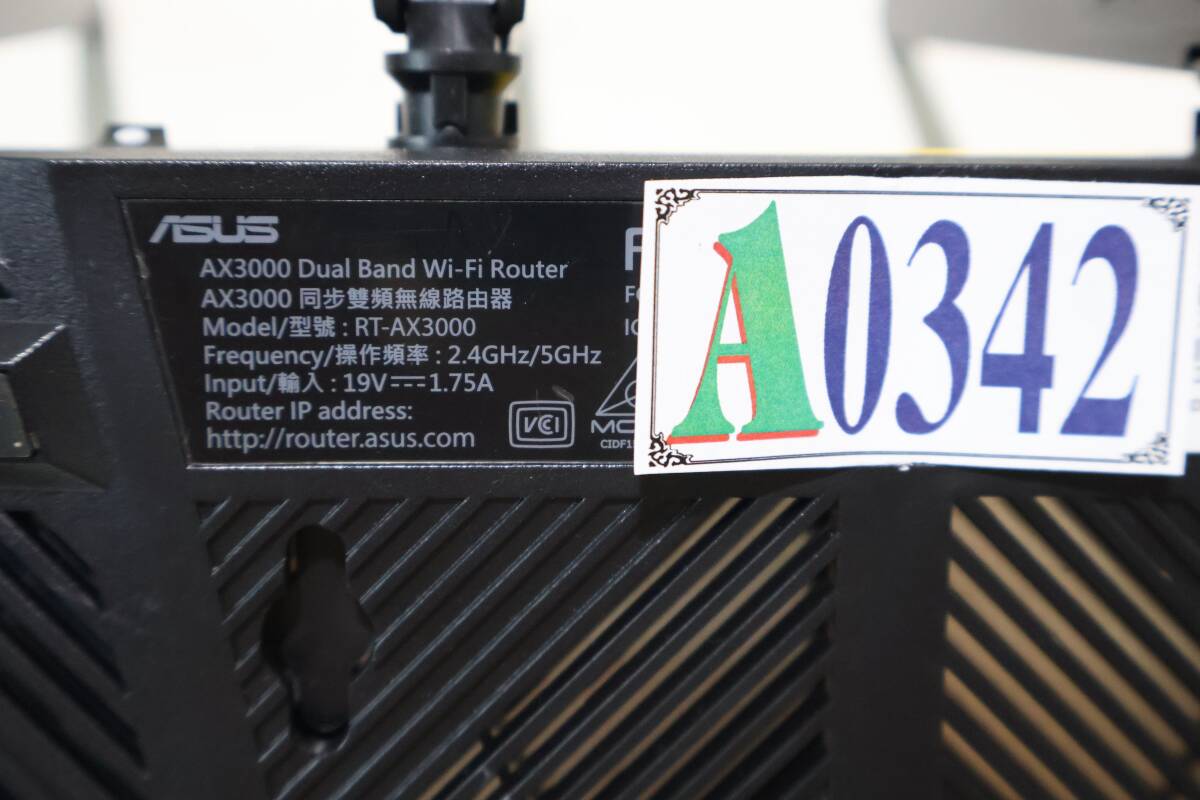 ASUS
AX3000 Dual Band Wi-Fi Router
AX3000 同步雙頻無線路由器
Model/型號 : RT-AX3000
Frequency/操作頻率 : 2.4GHz/5GHz
Input/輸入 : 19V⎓1.75A
Router IP address:
http://router.asus.com
VCI
A0342